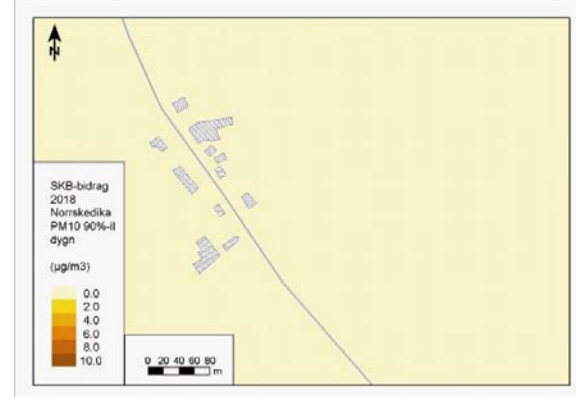 N
SKB-bidrag
2018
Norrskedika
PM10 90%-il
dygn
(µg/m3)
0.0
2.0
4.0
6.0
8.0
10.0
0 20 40 60 80
m